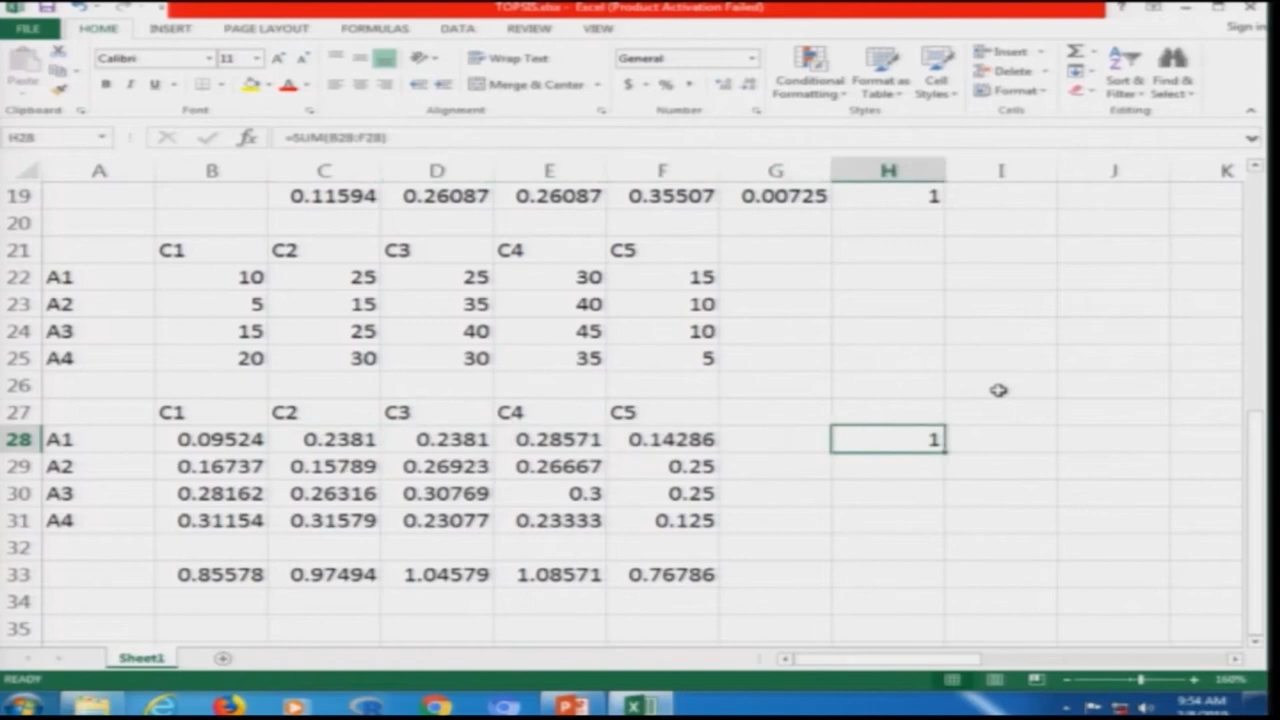 TOPSIS.xlsx - Excel (Product Activation Failed)
FILE HOME INSERT PAGE LAYOUT FORMULAS DATA REVIEW VIEW Sign in
Calibri 11 Wrap Text General Insert
Paste Merge & Center Conditional Formatting Format as Table Cell Styles Delete Sort & Filter Find & Select
Format
Clipboard Font Alignment Number Styles Cells Editing
H28 fx =SUM(B28:F28)
A B C D E F G H I J K
19 0.11594 0.26087 0.26087 0.35507 0.00725 1
20
21 C1 C2 C3 C4 C5
22 A1 10 25 25 30 15
23 A2 5 15 35 40 10
24 A3 15 25 40 45 10
25 A4 20 30 30 35 5
26
27 C1 C2 C3 C4 C5
28 A1 0.09524 0.2381 0.2381 0.28571 0.14286 1
29 A2 0.16737 0.15789 0.26923 0.26667 0.25
30 A3 0.28162 0.26316 0.30769 0.3 0.25
31 A4 0.31154 0.31579 0.23077 0.23333 0.125
32
33 0.85578 0.97494 1.04579 1.08571 0.76786
34
35
Sheet1
READY 160%
9:54 AM